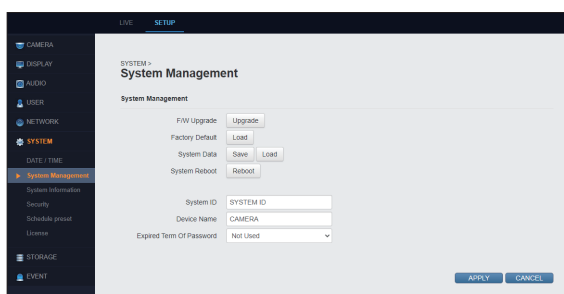 LIVE SETUP
CAMERA
DISPLAY
AUDIO
USER
NETWORK
SYSTEM
DATE / TIME
System Management
System Information
Security
Schedule preset
License
STORAGE
EVENT
SYSTEM >
System Management
System Management
F/W Upgrade Upgrade
Factory Default Load
System Data Save Load
System Reboot Reboot
System ID SYSTEM ID
Device Name CAMERA
Expired Term Of Password Not Used
APPLY CANCEL